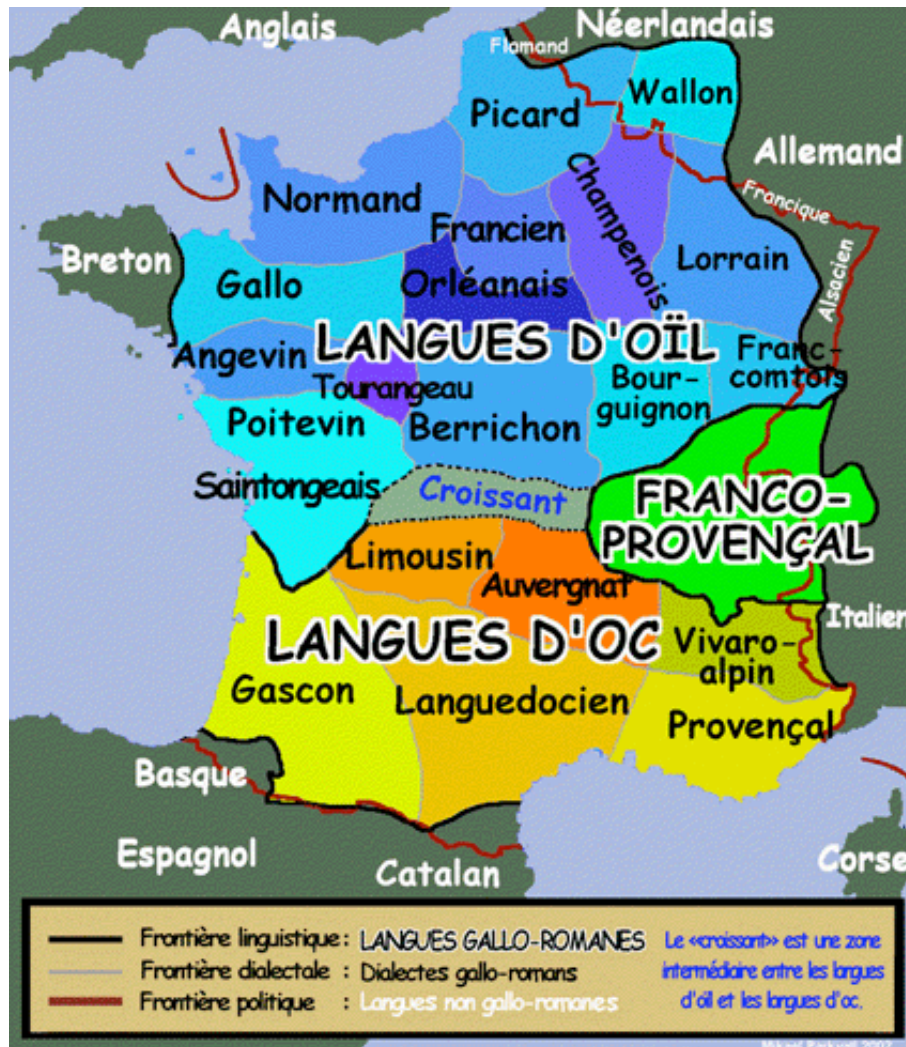 Anglais
Néerlandais
Flamand
Wallon
Picard
Allemand
Champenois
Francique
Normand
Francien
Breton
Lorrain
Alsacien
Gallo
Orléanais
LANGUES D'OÏL
Angevin
Franc-
comtois
Tourangeau
Bour-
guignon
Poitevin
Berrichon
Saintongeais
Croissant
FRANCO-
PROVENÇAL
Limousin
Auvergnat
Italien
LANGUES D'OC
Vivaro-
alpin
Gascon
Languedocien
Provençal
Basque
Espagnol
Catalan
Corse
Frontière linguistique : LANGUES GALLO-ROMANES
Frontière dialectale : Dialectes gallo-romans
Frontière politique : Langues non gallo-romanes
Le «croissant» est une zone
intermédiaire entre les langues
d'oïl et les langues d'oc.